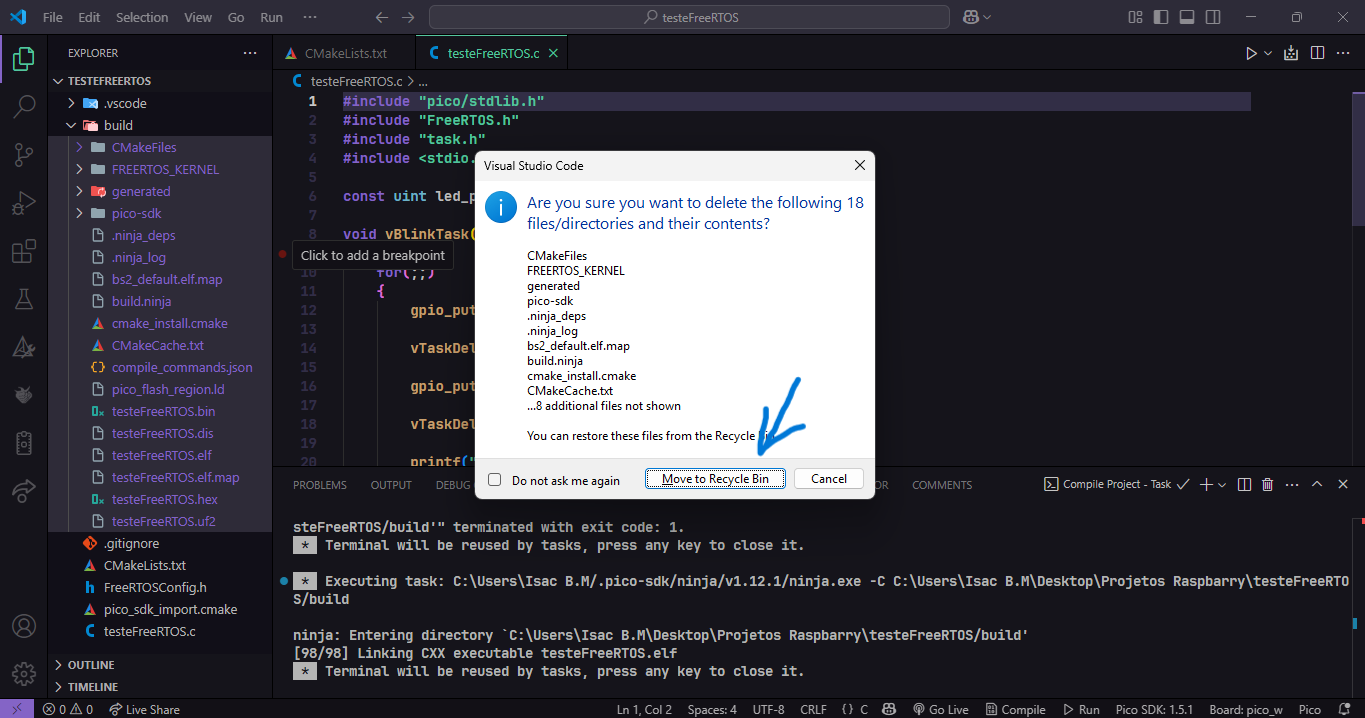 File Edit Selection View Go Run ···
testeFreeRTOS
EXPLORER ···
TESTEFREERTOS
.vscode
build
CMakeFiles
FREERTOS_KERNEL
generated
pico-sdk
.ninja_deps
.ninja_log
bs2_default.elf.map
build.ninja
cmake_install.cmake
CMakeCache.txt
compile_commands.json
pico_flash_region.ld
testeFreeRTOS.bin
testeFreeRTOS.dis
testeFreeRTOS.elf
testeFreeRTOS.elf.map
testeFreeRTOS.hex
testeFreeRTOS.uf2
.gitignore
CMakeLists.txt
FreeRTOSConfig.h
pico_sdk_import.cmake
testeFreeRTOS.c
OUTLINE
TIMELINE
CMakeLists.txt
testeFreeRTOS.c
testeFreeRTOS.c > ...
1 #include "pico/stdlib.h"
2 #include "FreeRTOS.h"
3 #include "task.h"
4 #include <stdio.
5
6 const uint led_p
7
8 void vBlinkTask(
Click to add a breakpoint
10 for(;;)
11 {
12 gpio_put
13
14 vTaskDel
15
16 gpio_put
17
18 vTaskDel
19
20 printf("
Visual Studio Code
Are you sure you want to delete the following 18
files/directories and their contents?
CMakeFiles
FREERTOS_KERNEL
generated
pico-sdk
.ninja_deps
.ninja_log
bs2_default.elf.map
build.ninja
cmake_install.cmake
CMakeCache.txt
...8 additional files not shown
You can restore these files from the Recycle
Do not ask me again
Move to Recycle Bin
Cancel
PROBLEMS OUTPUT DEBUG OR COMMENTS
Compile Project - Task
steFreeRTOS/build'" terminated with exit code: 1.
* Terminal will be reused by tasks, press any key to close it.
* Executing task: C:\Users\Isac B.M/.pico-sdk/ninja/v1.12.1/ninja.exe -C C:\Users\Isac B.M\Desktop\Projetos Raspbarry\testeFreeRTO
S/build
ninja: Entering directory `C:\Users\Isac B.M\Desktop\Projetos Raspbarry\testeFreeRTOS/build'
[98/98] Linking CXX executable testeFreeRTOS.elf
* Terminal will be reused by tasks, press any key to close it.
0 0 Live Share Ln 1, Col 2 Spaces: 4 UTF-8 CRLF {} C Go Live Compile Run Pico SDK: 1.5.1 Board: pico_w Pico